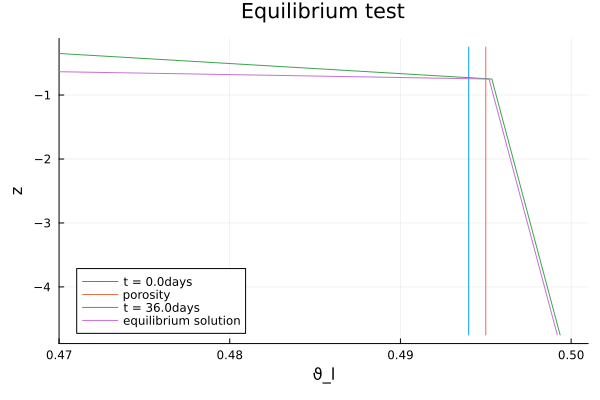 Equilibrium test
z
−1
−2
−3
−4
t = 0.0days
porosity
t = 36.0days
equilibrium solution
0.47
0.48
0.49
0.50
ϑ_l